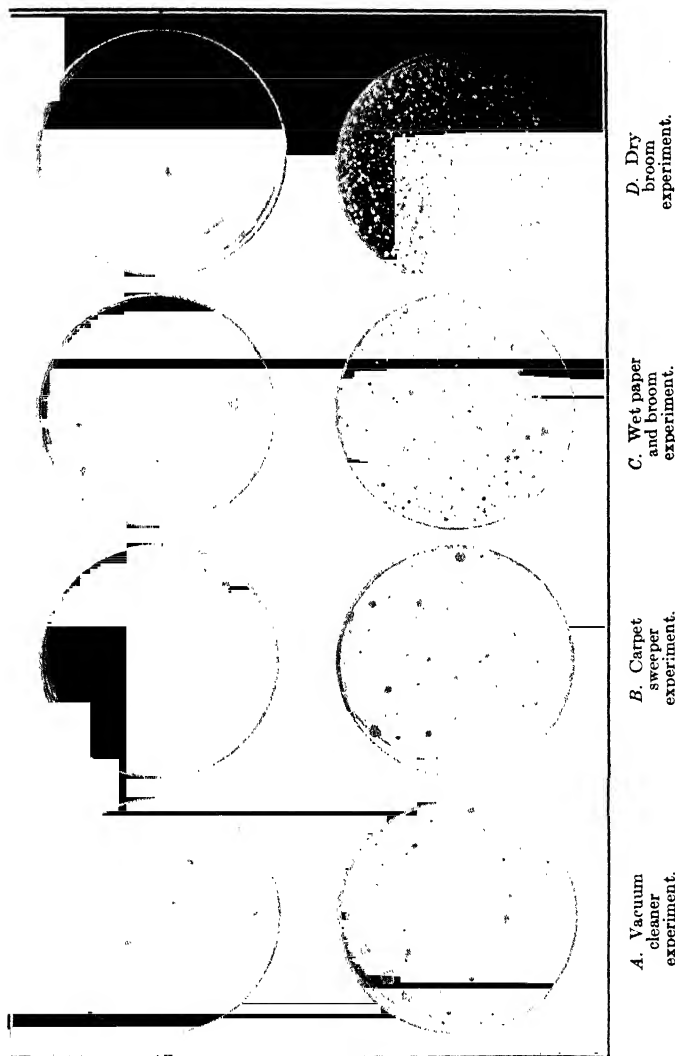 A. Vacuum
cleaner
experiment.
B. Carpet
sweeper
experiment.
C. Wet paper
and broom
experiment.
D. Dry
broom
experiment.